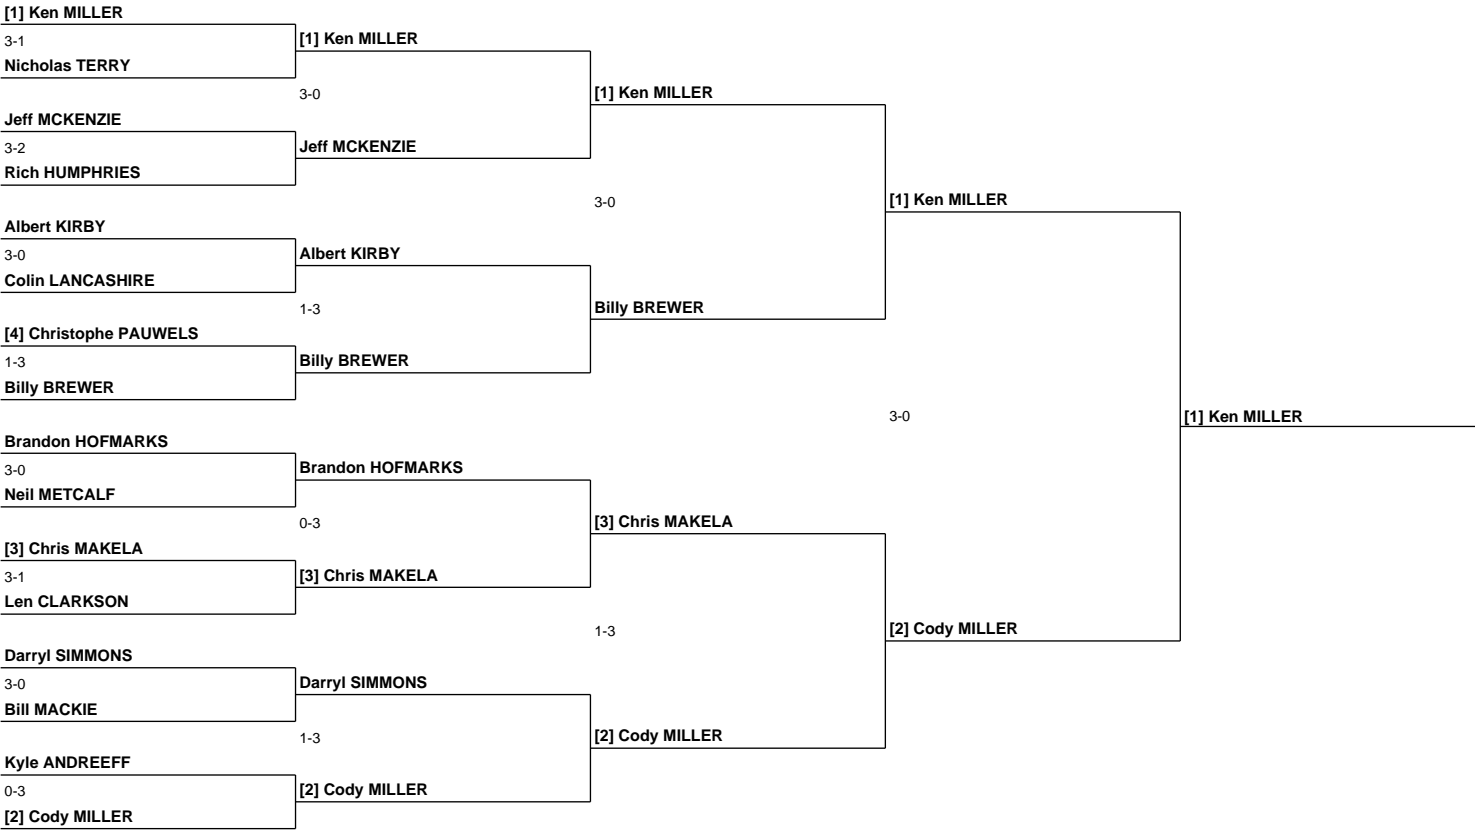 [1] Ken MILLER
3-1
Nicholas TERRY
Jeff MCKENZIE
3-2
Rich HUMPHRIES
Albert KIRBY
3-0
Colin LANCASHIRE
[4] Christophe PAUWELS
1-3
Billy BREWER
Brandon HOFMARKS
3-0
Neil METCALF
[3] Chris MAKELA
3-1
Len CLARKSON
Darryl SIMMONS
3-0
Bill MACKIE
Kyle ANDREEFF
0-3
[2] Cody MILLER
[1] Ken MILLER
3-0
Jeff MCKENZIE
Albert KIRBY
1-3
Billy BREWER
Brandon HOFMARKS
0-3
[3] Chris MAKELA
Darryl SIMMONS
1-3
[2] Cody MILLER
[1] Ken MILLER
3-0
Billy BREWER
[3] Chris MAKELA
1-3
[2] Cody MILLER
[1] Ken MILLER
3-0
[2] Cody MILLER
[1] Ken MILLER